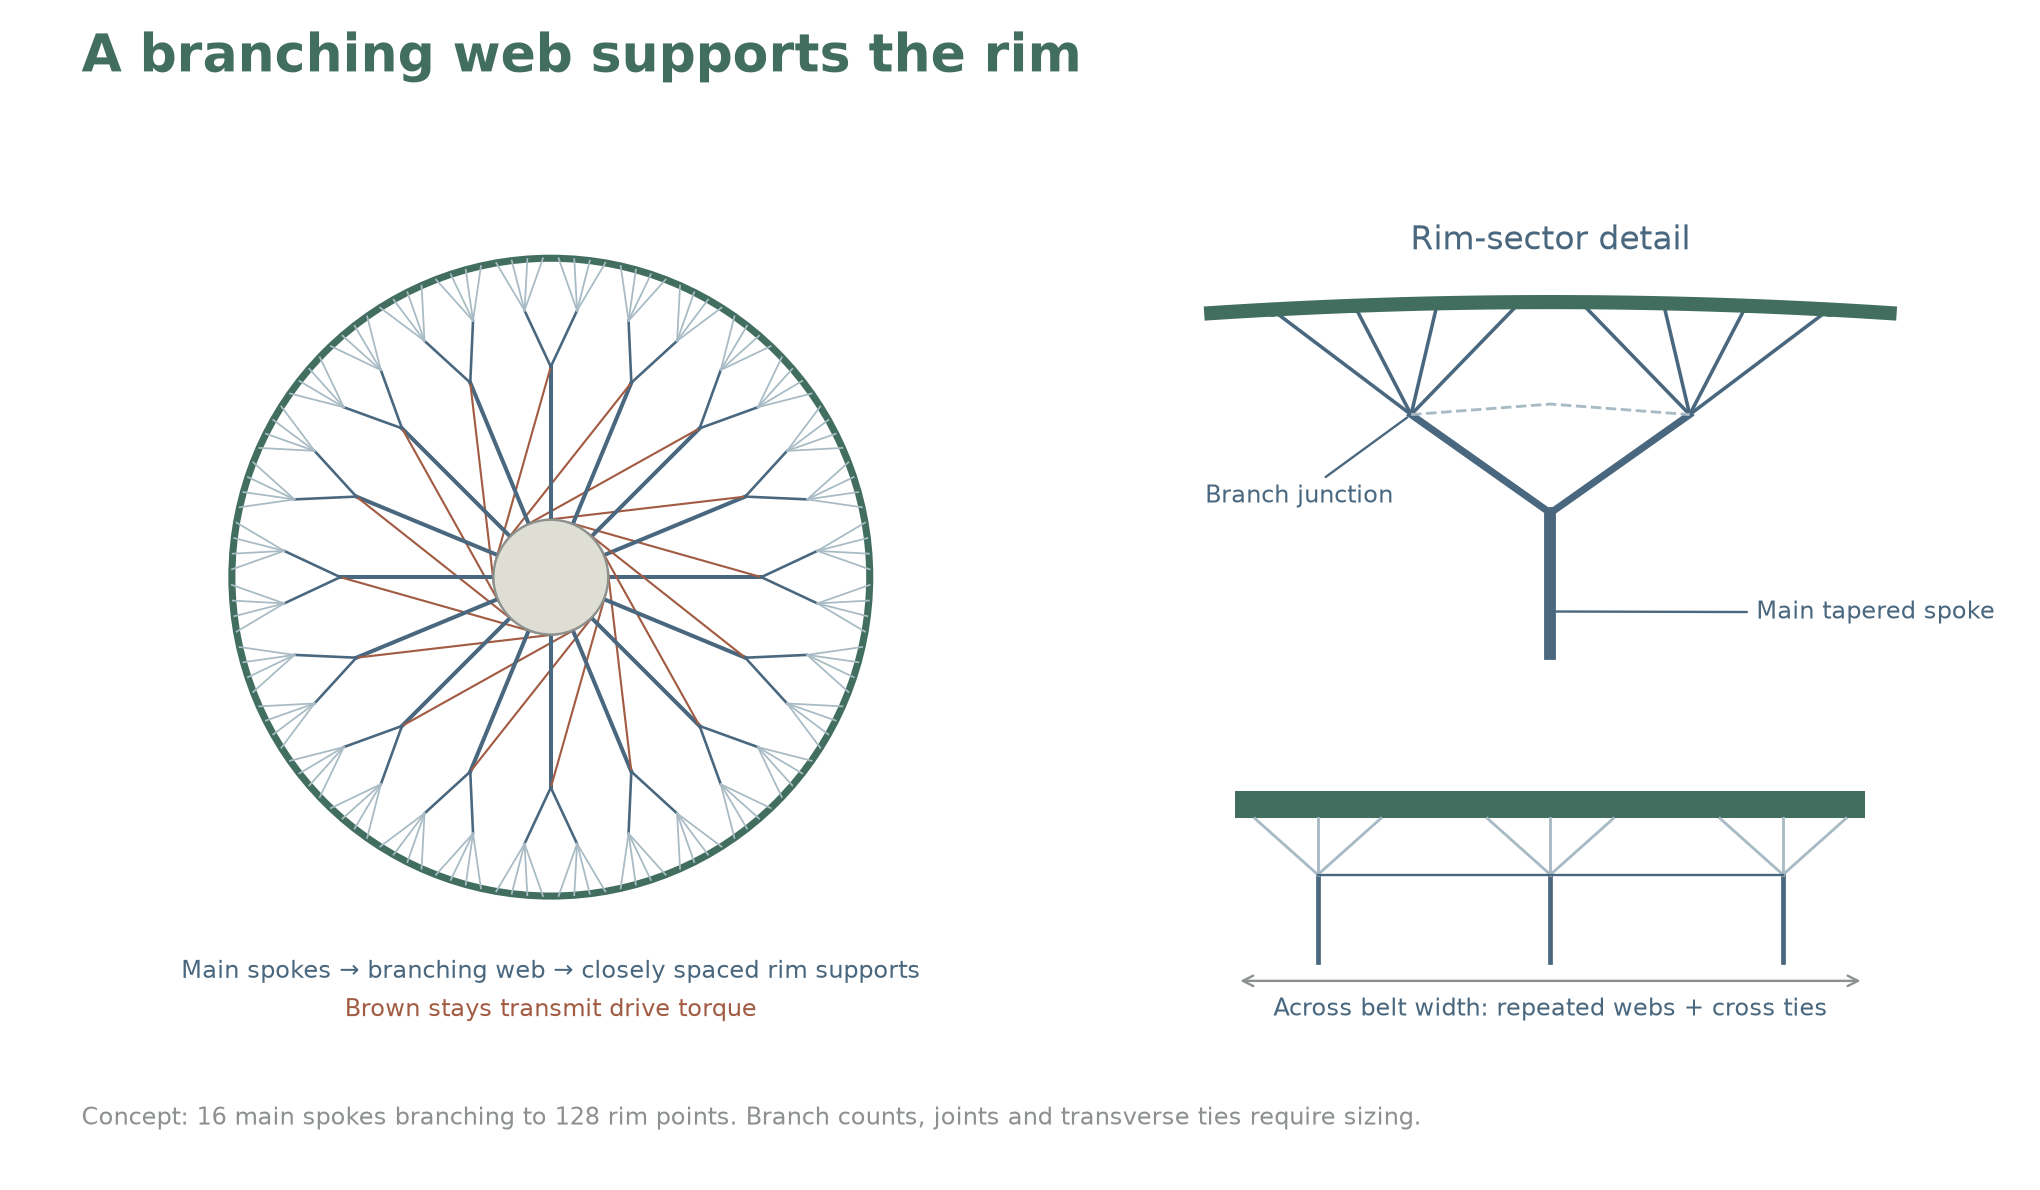 A branching web supports the rim
Rim-sector detail
Branch junction
Main tapered spoke
Main spokes → branching web → closely spaced rim supports
Brown stays transmit drive torque
Across belt width: repeated webs + cross ties
Concept: 16 main spokes branching to 128 rim points. Branch counts, joints and transverse ties require sizing.